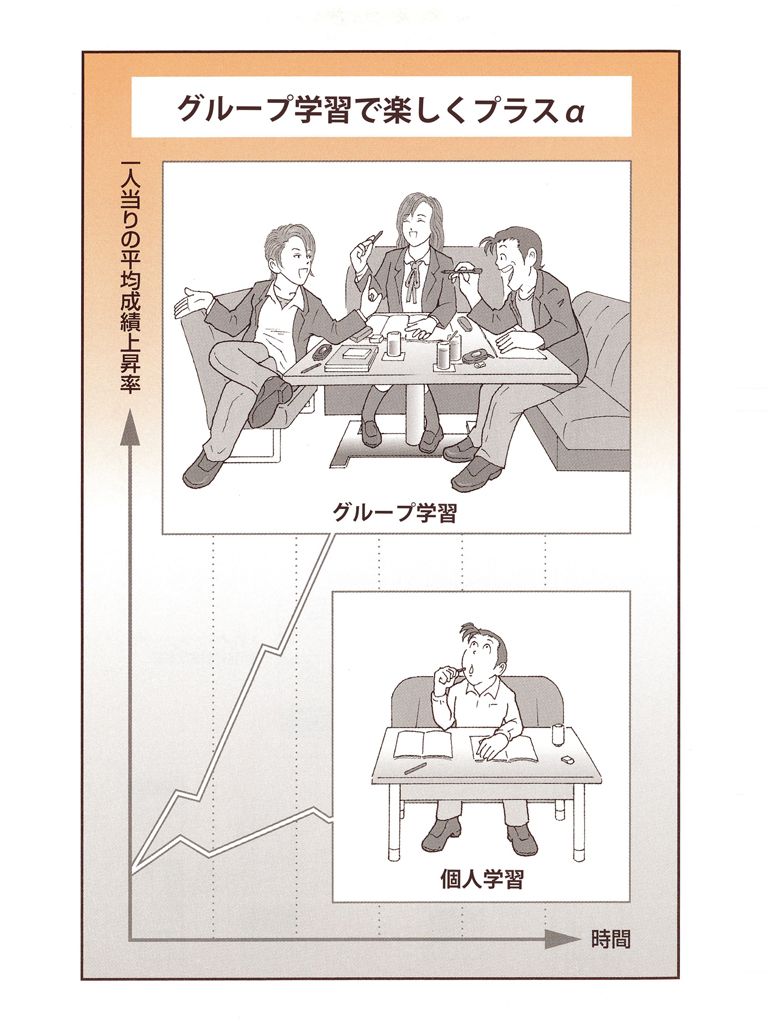 グループ学習で楽しくプラスα
一人当りの平均成績上昇率
グループ学習
個人学習
時間